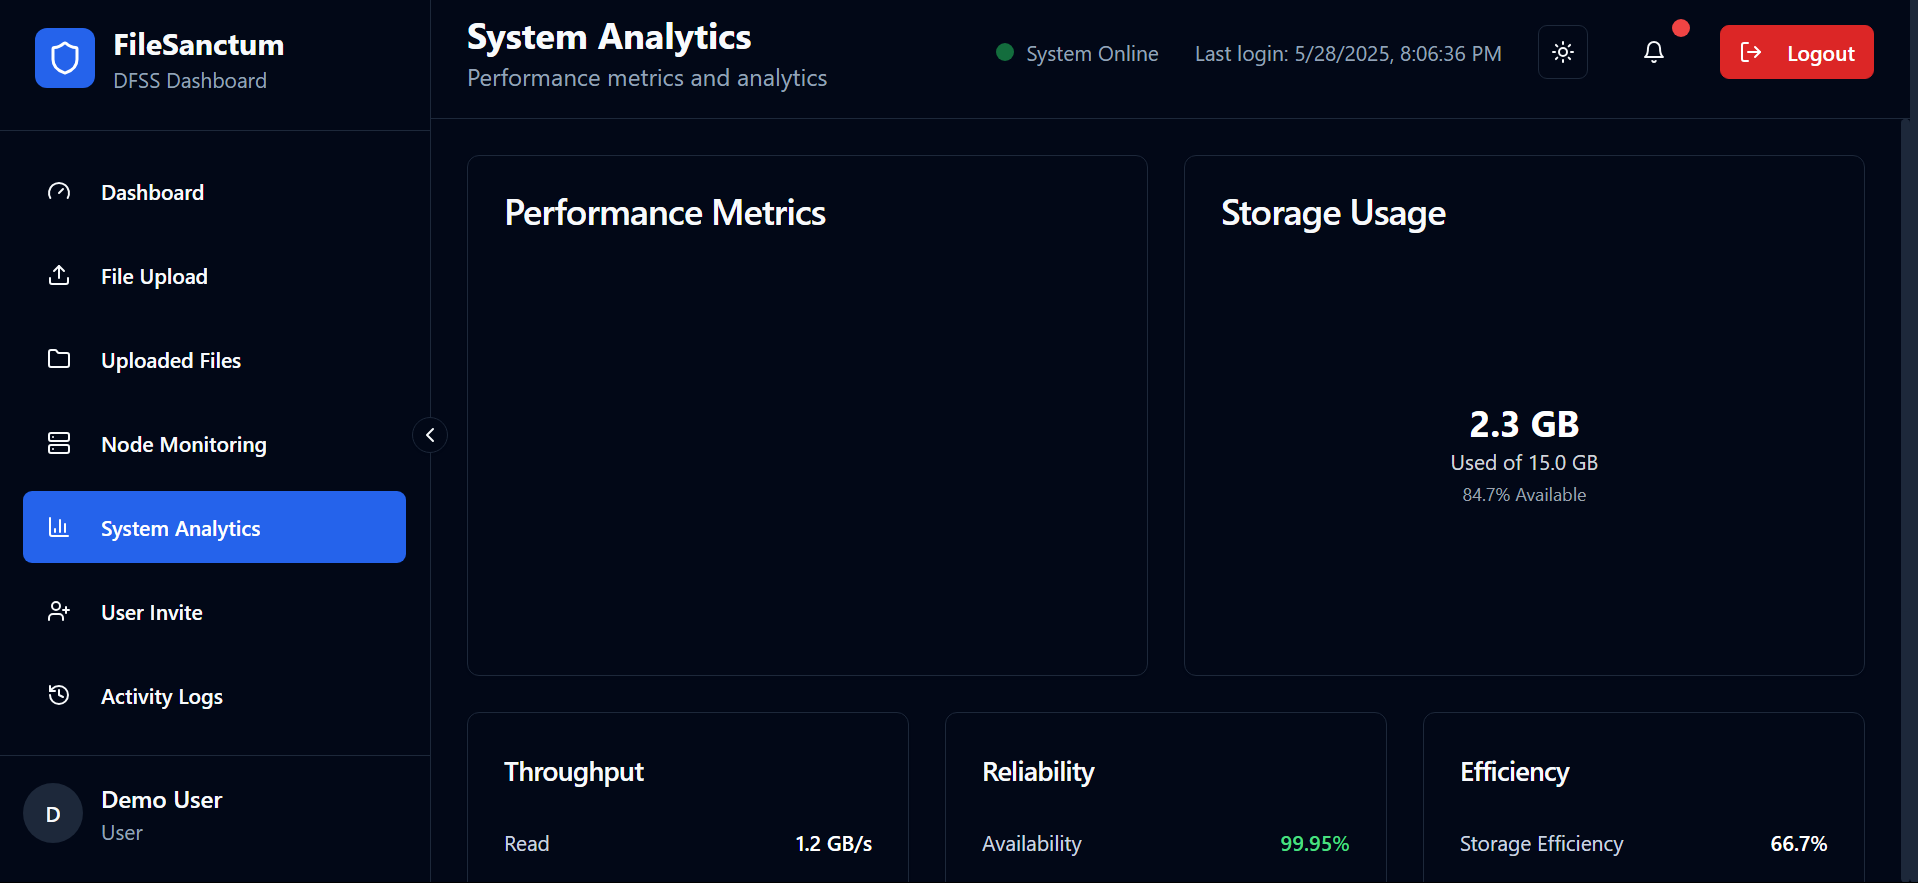 FileSanctum
DFSS Dashboard
Dashboard
File Upload
Uploaded Files
Node Monitoring
System Analytics
User Invite
Activity Logs
D
Demo User
User
System Analytics
Performance metrics and analytics
System Online
Last login: 5/28/2025, 8:06:36 PM
Logout
Performance Metrics
Storage Usage
2.3 GB
Used of 15.0 GB
84.7% Available
Throughput
Read 1.2 GB/s
Reliability
Availability 99.95%
Efficiency
Storage Efficiency 66.7%